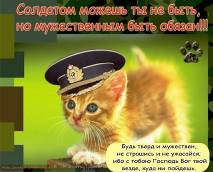 Солдатом можешь ты не быть,
но мужественным быть обязан!!!
Будь тверд и мужествен,
не страшись и не ужасайся,
ибо с тобою Господь Бог твой
везде, куда ни пойдешь.